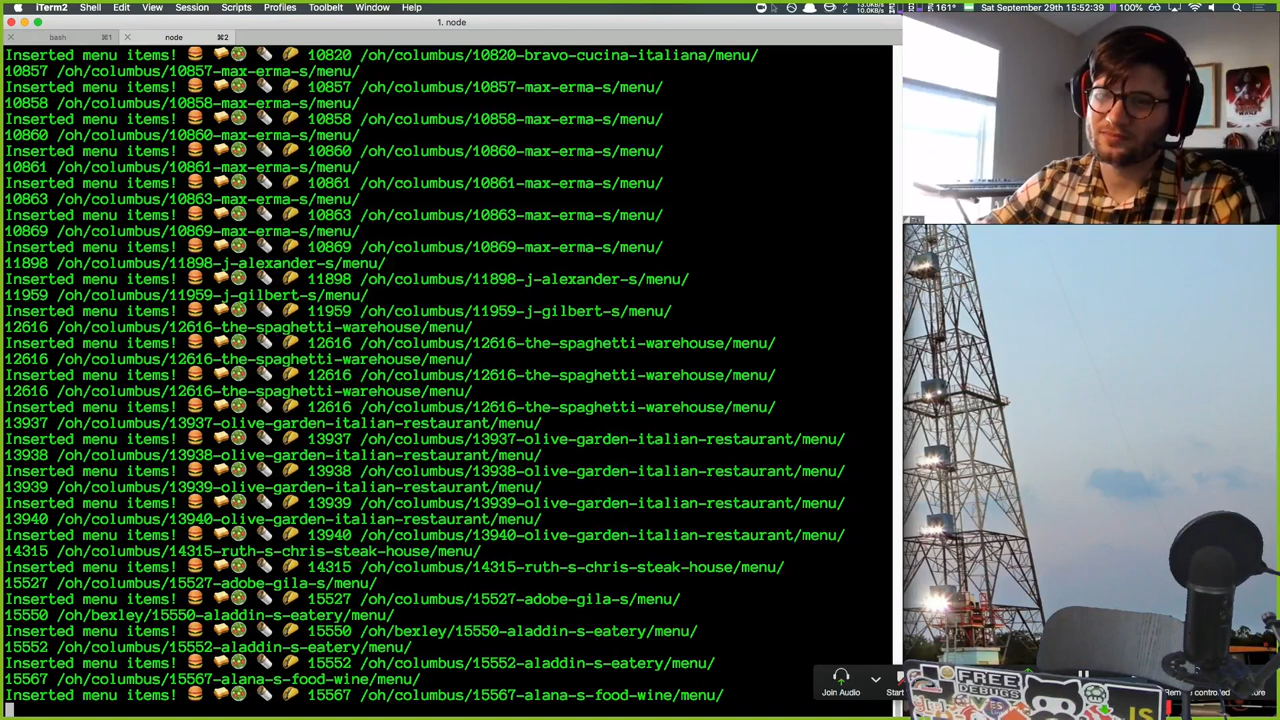 iTerm2 Shell Edit View Session Scripts Profiles Toolbelt Window Help 13.0KB/s 161° Sat September 29th 15:52:39 100%
10.0KB/s
1. node
bash ⌘1 node ⌘2
Inserted menu items! 🍔 🥪🥗 🌯 🌮 10820 /oh/columbus/10820-bravo-cucina-italiana/menu/
10857 /oh/columbus/10857-max-erma-s/menu/
Inserted menu items! 🍔 🥪🥗 🌯 🌮 10857 /oh/columbus/10857-max-erma-s/menu/
10858 /oh/columbus/10858-max-erma-s/menu/
Inserted menu items! 🍔 🥪🥗 🌯 🌮 10858 /oh/columbus/10858-max-erma-s/menu/
10860 /oh/columbus/10860-max-erma-s/menu/
Inserted menu items! 🍔 🥪🥗 🌯 🌮 10860 /oh/columbus/10860-max-erma-s/menu/
10861 /oh/columbus/10861-max-erma-s/menu/
Inserted menu items! 🍔 🥪🥗 🌯 🌮 10861 /oh/columbus/10861-max-erma-s/menu/
10863 /oh/columbus/10863-max-erma-s/menu/
Inserted menu items! 🍔 🥪🥗 🌯 🌮 10863 /oh/columbus/10863-max-erma-s/menu/
10869 /oh/columbus/10869-max-erma-s/menu/
Inserted menu items! 🍔 🥪🥗 🌯 🌮 10869 /oh/columbus/10869-max-erma-s/menu/
11898 /oh/columbus/11898-j-alexander-s/menu/
Inserted menu items! 🍔 🥪🥗 🌯 🌮 11898 /oh/columbus/11898-j-alexander-s/menu/
11959 /oh/columbus/11959-j-gilbert-s/menu/
Inserted menu items! 🍔 🥪🥗 🌯 🌮 11959 /oh/columbus/11959-j-gilbert-s/menu/
12616 /oh/columbus/12616-the-spaghetti-warehouse/menu/
Inserted menu items! 🍔 🥪🥗 🌯 🌮 12616 /oh/columbus/12616-the-spaghetti-warehouse/menu/
12616 /oh/columbus/12616-the-spaghetti-warehouse/menu/
Inserted menu items! 🍔 🥪🥗 🌯 🌮 12616 /oh/columbus/12616-the-spaghetti-warehouse/menu/
12616 /oh/columbus/12616-the-spaghetti-warehouse/menu/
Inserted menu items! 🍔 🥪🥗 🌯 🌮 12616 /oh/columbus/12616-the-spaghetti-warehouse/menu/
13937 /oh/columbus/13937-olive-garden-italian-restaurant/menu/
Inserted menu items! 🍔 🥪🥗 🌯 🌮 13937 /oh/columbus/13937-olive-garden-italian-restaurant/menu/
13938 /oh/columbus/13938-olive-garden-italian-restaurant/menu/
Inserted menu items! 🍔 🥪🥗 🌯 🌮 13938 /oh/columbus/13938-olive-garden-italian-restaurant/menu/
13939 /oh/columbus/13939-olive-garden-italian-restaurant/menu/
Inserted menu items! 🍔 🥪🥗 🌯 🌮 13939 /oh/columbus/13939-olive-garden-italian-restaurant/menu/
13940 /oh/columbus/13940-olive-garden-italian-restaurant/menu/
Inserted menu items! 🍔 🥪🥗 🌯 🌮 13940 /oh/columbus/13940-olive-garden-italian-restaurant/menu/
14315 /oh/columbus/14315-ruth-s-chris-steak-house/menu/
Inserted menu items! 🍔 🥪🥗 🌯 🌮 14315 /oh/columbus/14315-ruth-s-chris-steak-house/menu/
15527 /oh/columbus/15527-adobe-gila-s/menu/
Inserted menu items! 🍔 🥪🥗 🌯 🌮 15527 /oh/columbus/15527-adobe-gila-s/menu/
15550 /oh/bexley/15550-aladdin-s-eatery/menu/
Inserted menu items! 🍔 🥪🥗 🌯 🌮 15550 /oh/bexley/15550-aladdin-s-eatery/menu/
15552 /oh/columbus/15552-aladdin-s-eatery/menu/
Inserted menu items! 🍔 🥪🥗 🌯 🌮 15552 /oh/columbus/15552-aladdin-s-eatery/menu/
15567 /oh/columbus/15567-alana-s-food-wine/menu/
Inserted menu items! 🍔 🥪🥗 🌯 🌮 15567 /oh/columbus/15567-alana-s-food-wine/menu/
Join Audio
FREE
DEBUGS
JS